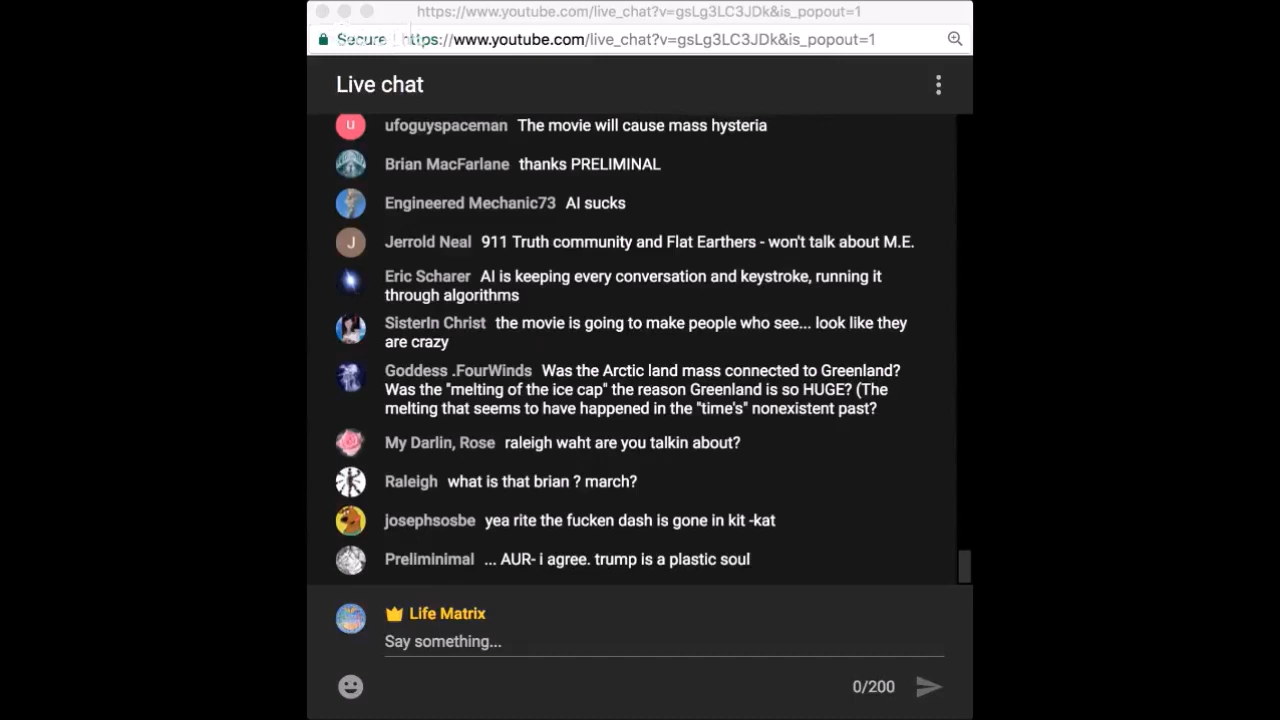 https://www.youtube.com/live_chat?v=gsLg3LC3JDk&is_popout=1
Secure https://www.youtube.com/live_chat?v=gsLg3LC3JDk&is_popout=1
Live chat
U ufoguyspaceman The movie will cause mass hysteria
Brian MacFarlane thanks PRELIMINAL
Engineered Mechanic73 AI sucks
J Jerrold Neal 911 Truth community and Flat Earthers - won't talk about M.E.
Eric Scharer AI is keeping every conversation and keystroke, running it
through algorithms
SisterIn Christ the movie is going to make people who see... look like they
are crazy
Goddess .FourWinds Was the Arctic land mass connected to Greenland?
Was the "melting of the ice cap" the reason Greenland is so HUGE? (The
melting that seems to have happened in the "time's" nonexistent past?
My Darlin, Rose raleigh waht are you talkin about?
Raleigh what is that brian ? march?
josephsosbe yea rite the fucken dash is gone in kit -kat
Preliminimal ... AUR- i agree. trump is a plastic soul
Life Matrix
Say something...
0/200